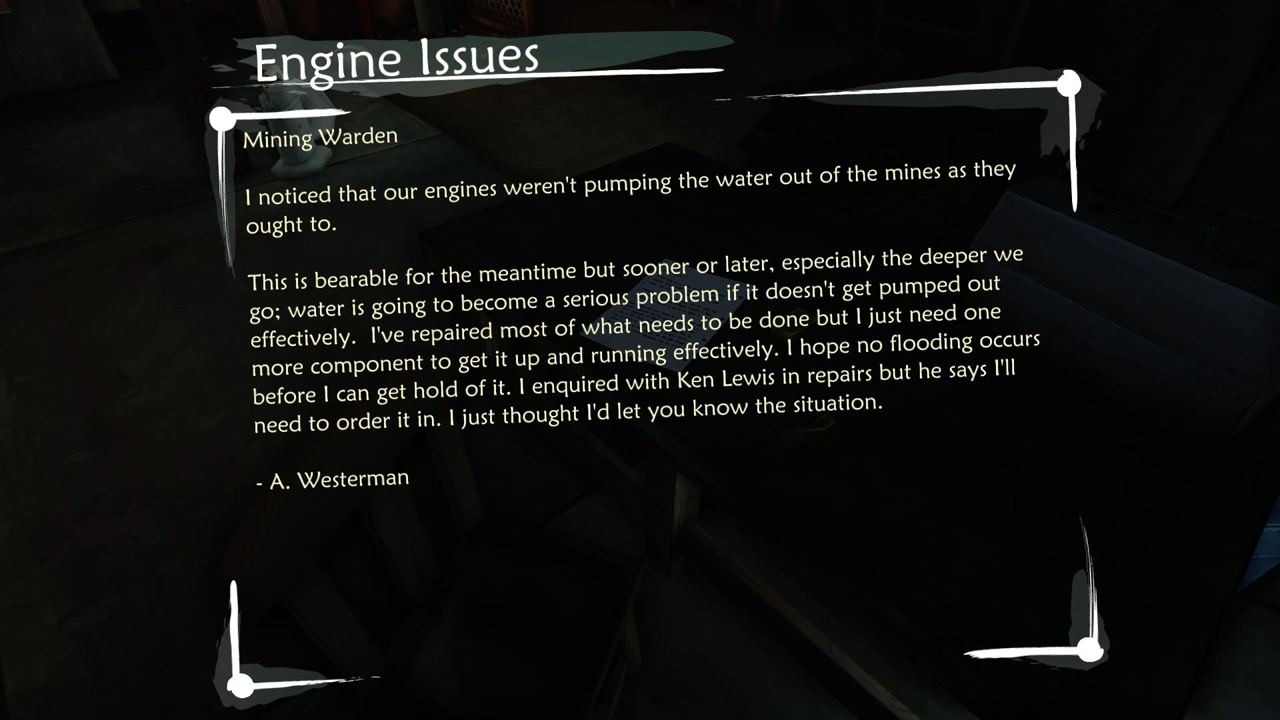 Engine Issues
Mining Warden
I noticed that our engines weren't pumping the water out of the mines as they
ought to.
This is bearable for the meantime but sooner or later, especially the deeper we
go; water is going to become a serious problem if it doesn't get pumped out
effectively.  I've repaired most of what needs to be done but I just need one
more component to get it up and running effectively. I hope no flooding occurs
before I can get hold of it. I enquired with Ken Lewis in repairs but he says I'll
need to order it in. I just thought I'd let you know the situation.
- A. Westerman